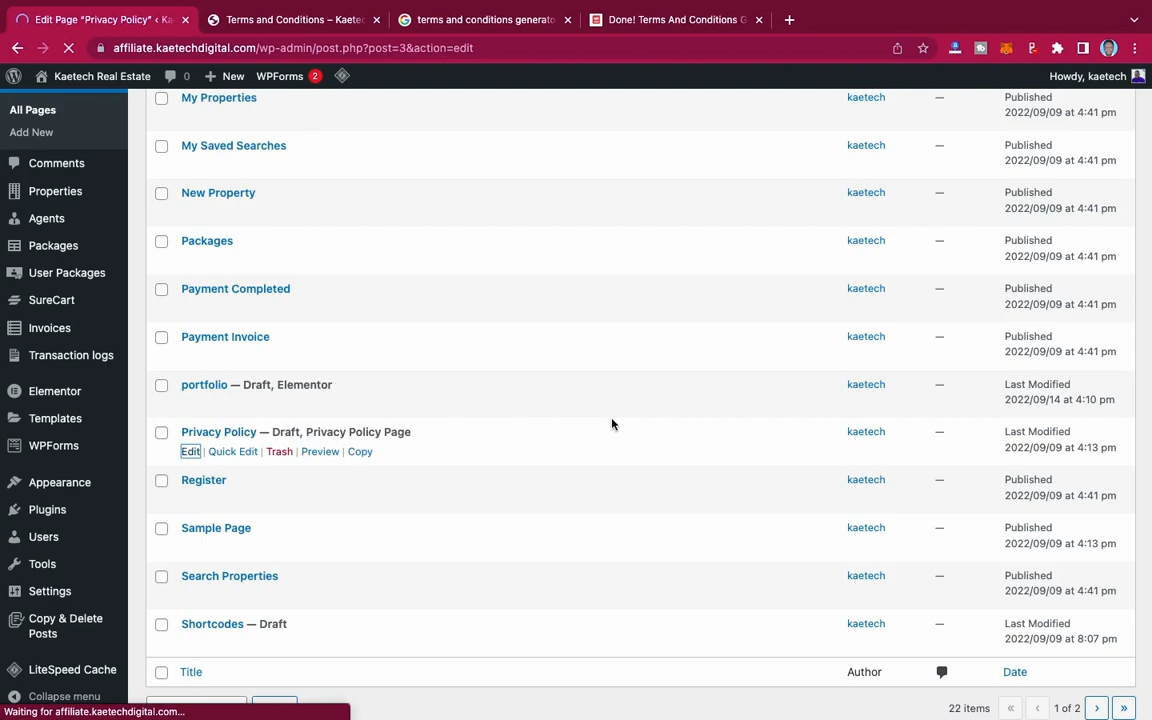 Edit Page “Privacy Policy” ‹ Ka
Terms and Conditions – Kaetec
terms and conditions generator
Done! Terms And Conditions G
affiliate.kaetechdigital.com/wp-admin/post.php?post=3&action=edit
Kaetech Real Estate
0
New
WPForms
2
Howdy, kaetech
All Pages
Add New
Comments
Properties
Agents
Packages
User Packages
SureCart
Invoices
Transaction logs
Elementor
Templates
WPForms
Appearance
Plugins
Users
Tools
Settings
Copy & Delete
Posts
LiteSpeed Cache
Collapse menu
My Properties kaetech — Published
2022/09/09 at 4:41 pm
My Saved Searches kaetech — Published
2022/09/09 at 4:41 pm
New Property kaetech — Published
2022/09/09 at 4:41 pm
Packages kaetech — Published
2022/09/09 at 4:41 pm
Payment Completed kaetech — Published
2022/09/09 at 4:41 pm
Payment Invoice kaetech — Published
2022/09/09 at 4:41 pm
portfolio — Draft, Elementor kaetech — Last Modified
2022/09/14 at 4:10 pm
Privacy Policy — Draft, Privacy Policy Page kaetech — Last Modified
Edit | Quick Edit | Trash | Preview | Copy 2022/09/09 at 4:13 pm
Register kaetech — Published
2022/09/09 at 4:41 pm
Sample Page kaetech — Published
2022/09/09 at 4:13 pm
Search Properties kaetech — Published
2022/09/09 at 4:41 pm
Shortcodes — Draft kaetech — Last Modified
2022/09/09 at 8:07 pm
Title Author Date
22 items « ‹ 1 of 2 › »
Waiting for affiliate.kaetechdigital.com...